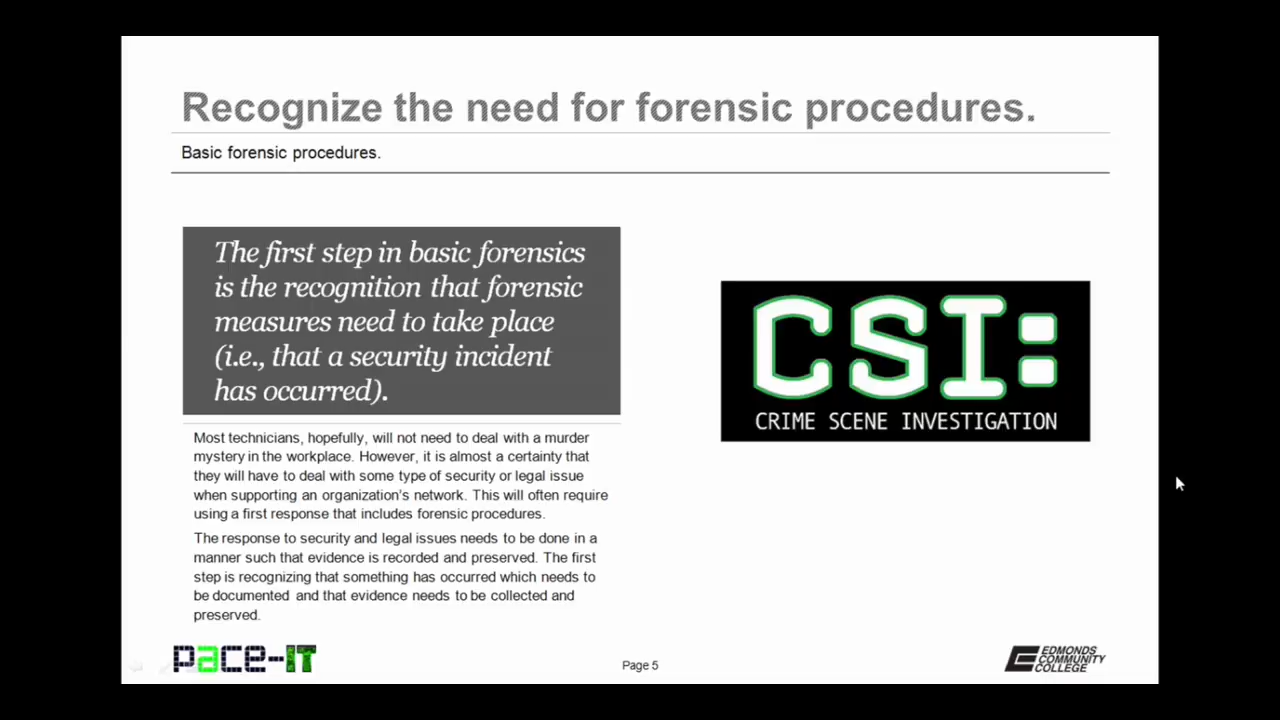 Recognize the need for forensic procedures.
Basic forensic procedures.
The first step in basic forensics
is the recognition that forensic
measures need to take place
(i.e., that a security incident
has occurred).
CSI:
CRIME SCENE INVESTIGATION
Most technicians, hopefully, will not need to deal with a murder
mystery in the workplace. However, it is almost a certainty that
they will have to deal with some type of security or legal issue
when supporting an organization's network. This will often require
using a first response that includes forensic procedures.
The response to security and legal issues needs to be done in a
manner such that evidence is recorded and preserved. The first
step is recognizing that something has occurred which needs to
be documented and that evidence needs to be collected and
preserved.
pace-IT
Page 5
EDMONDS
COMMUNITY
COLLEGE